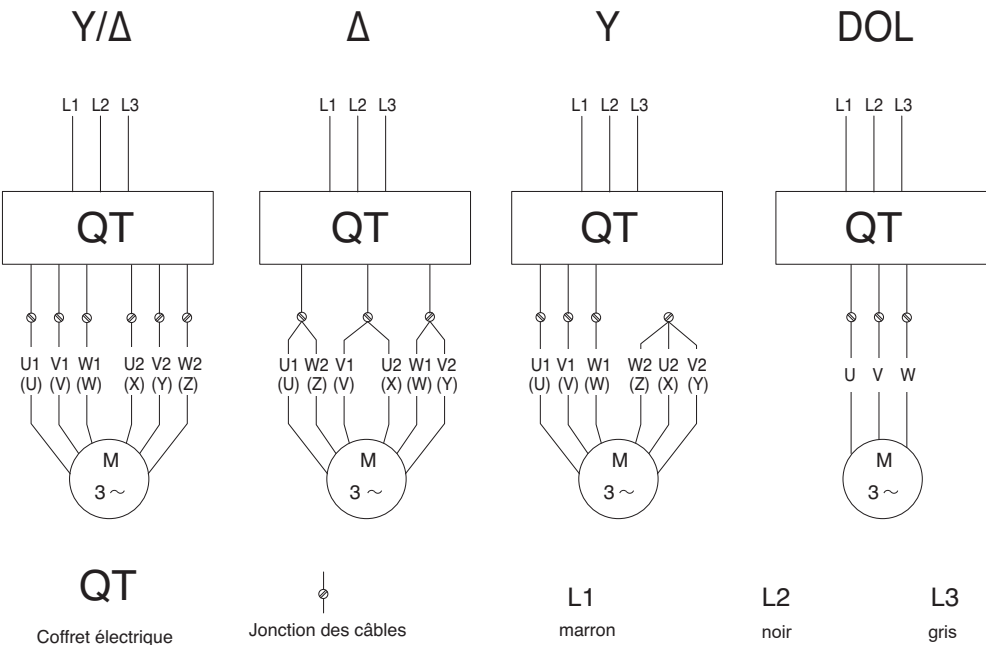 Y/Δ Δ Y DOL
L1 L2 L3 L1 L2 L3 L1 L2 L3 L1 L2 L3
QT QT QT QT
U1 V1 W1 U2 V2 W2 U1 W2 V1 U2 W1 V2 U1 V1 W1 W2 U2 V2
(U) (V) (W) (X) (Y) (Z) (U) (Z) (V) (X) (W) (Y) (U) (V) (W) (Z) (X) (Y)
U V W
M M M M
3 ~ 3 ~ 3 ~ 3 ~
QT L1 L2 L3
Coffret électrique Jonction des câbles marron noir gris